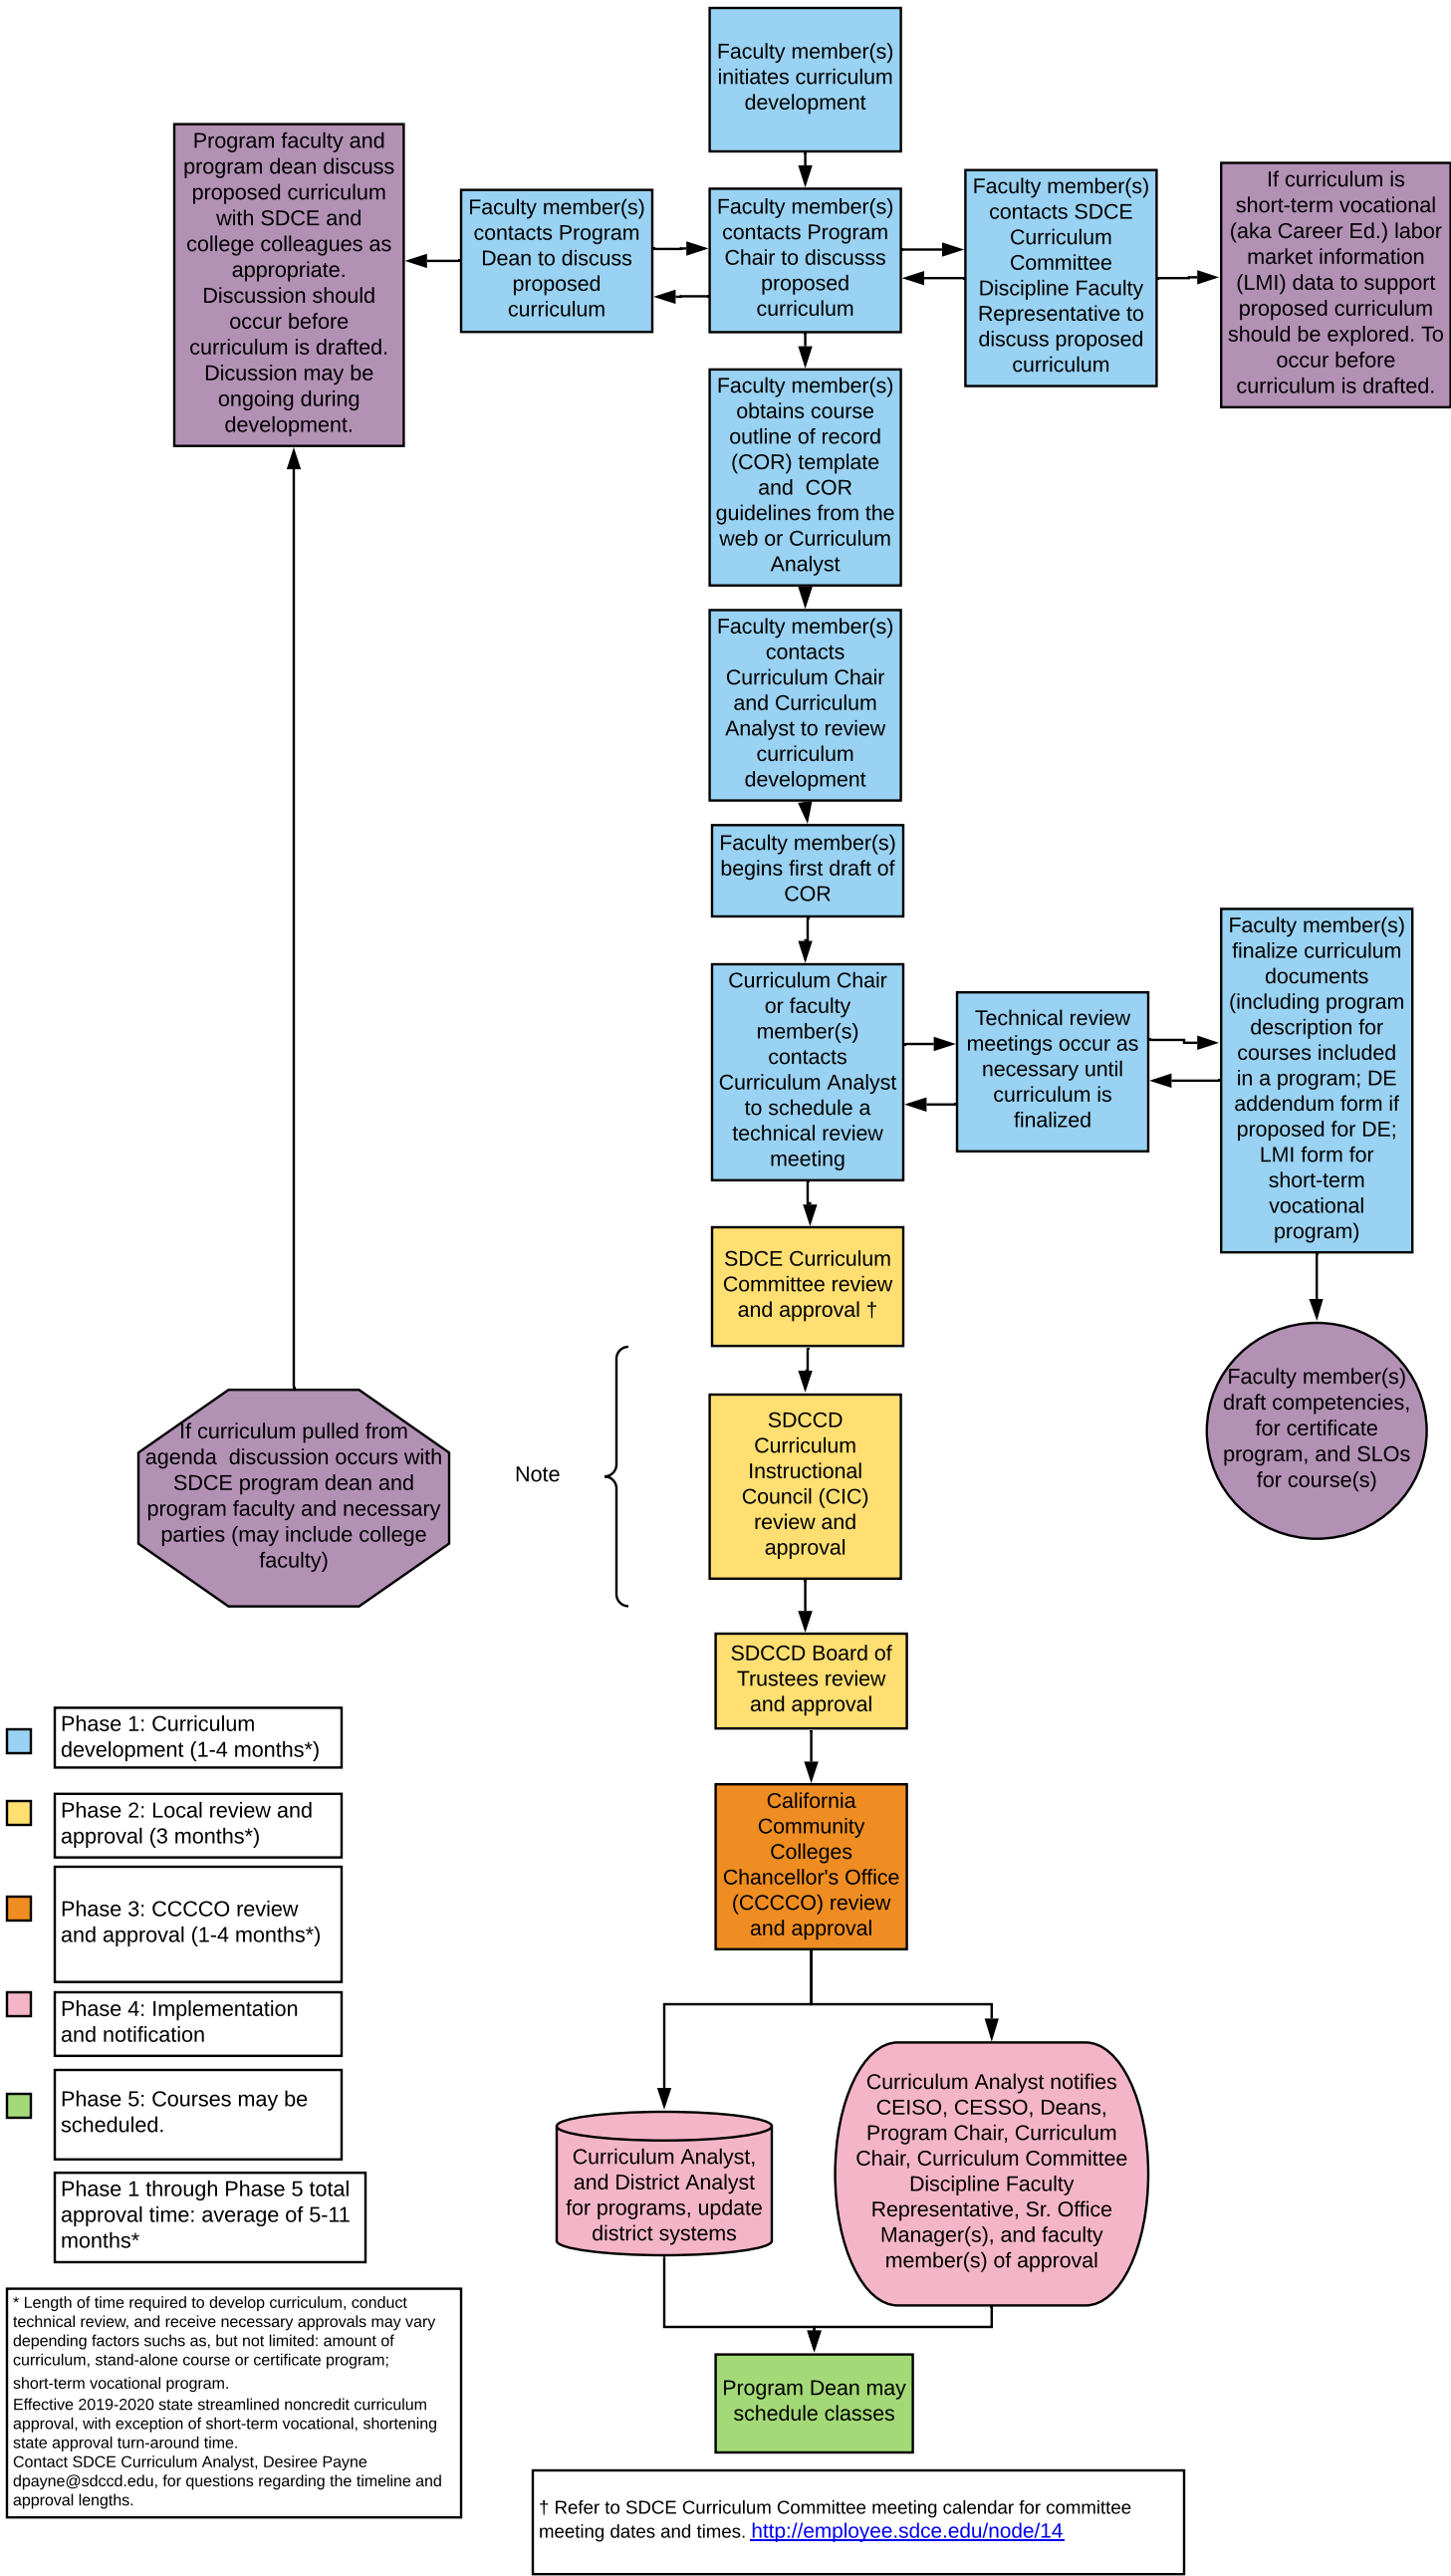 Faculty member(s)
initiates curriculum
development
Program faculty and
program dean discuss
proposed curriculum
with SDCE and
college colleagues as
appropriate.
Discussion should
occur before
curriculum is drafted.
Dicussion may be
ongoing during
development.
Faculty member(s)
contacts Program
Dean to discuss
proposed
curriculum
Faculty member(s)
contacts Program
Chair to discusss
proposed
curriculum
Faculty member(s)
contacts SDCE
Curriculum
Committee
Discipline Faculty
Representative to
discuss proposed
curriculum
If curriculum is
short-term vocational
(aka Career Ed.) labor
market information
(LMI) data to support
proposed curriculum
should be explored. To
occur before
curriculum is drafted.
Faculty member(s)
obtains course
outline of record
(COR) template
and  COR
guidelines from the
web or Curriculum
Analyst
Faculty member(s)
contacts
Curriculum Chair
and Curriculum
Analyst to review
curriculum
development
Faculty member(s)
begins first draft of
COR
Curriculum Chair
or faculty
member(s)
contacts
Curriculum Analyst
to schedule a
technical review
meeting
Technical review
meetings occur as
necessary until
curriculum is
finalized
Faculty member(s)
finalize curriculum
documents
(including program
description for
courses included
in a program; DE
addendum form if
proposed for DE;
LMI form for
short-term
vocational
program)
SDCE Curriculum
Committee review
and approval †
Faculty member(s)
draft competencies,
for certificate
program, and SLOs
for course(s)
If curriculum pulled from
agenda  discussion occurs with
SDCE program dean and
program faculty and necessary
parties (may include college
faculty)
Note
SDCCD
Curriculum
Instructional
Council (CIC)
review and
approval
SDCCD Board of
Trustees review
and approval
California
Community
Colleges
Chancellor's Office
(CCCCO) review
and approval
Curriculum Analyst,
and District Analyst
for programs, update
district systems
Curriculum Analyst notifies
CEISO, CESSO, Deans,
Program Chair, Curriculum
Chair, Curriculum Committee
Discipline Faculty
Representative, Sr. Office
Manager(s), and faculty
member(s) of approval
Program Dean may
schedule classes
Phase 1: Curriculum
development (1-4 months*)
Phase 2: Local review and
approval (3 months*)
Phase 3: CCCCO review
and approval (1-4 months*)
Phase 4: Implementation
and notification
Phase 5: Courses may be
scheduled.
Phase 1 through Phase 5 total
approval time: average of 5-11
months*
* Length of time required to develop curriculum, conduct
technical review, and receive necessary approvals may vary
depending factors suchs as, but not limited: amount of
curriculum, stand-alone course or certificate program;
short-term vocational program.
Effective 2019-2020 state streamlined noncredit curriculum
approval, with exception of short-term vocational, shortening
state approval turn-around time.
Contact SDCE Curriculum Analyst, Desiree Payne
dpayne@sdccd.edu, for questions regarding the timeline and
approval lengths.
† Refer to SDCE Curriculum Committee meeting calendar for committee
meeting dates and times. http://employee.sdce.edu/node/14